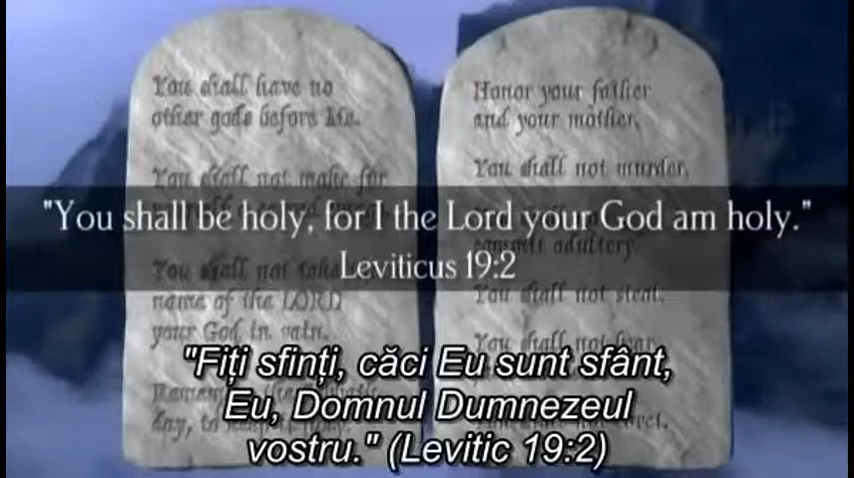 You shall have no
other gods before Me.
You shall not make for
You shall not take
name of the LORD
your God in vain.
day, to
Honor your father
and your mother.
You shall not murder.
commit adultery.
You shall not steal.
You shall not bear
"You shall be holy, for I the Lord your God am holy."
Leviticus 19:2
"Fiți sfinți, căci Eu sunt sfânt,
Eu, Domnul Dumnezeul
vostru." (Levitic 19:2)